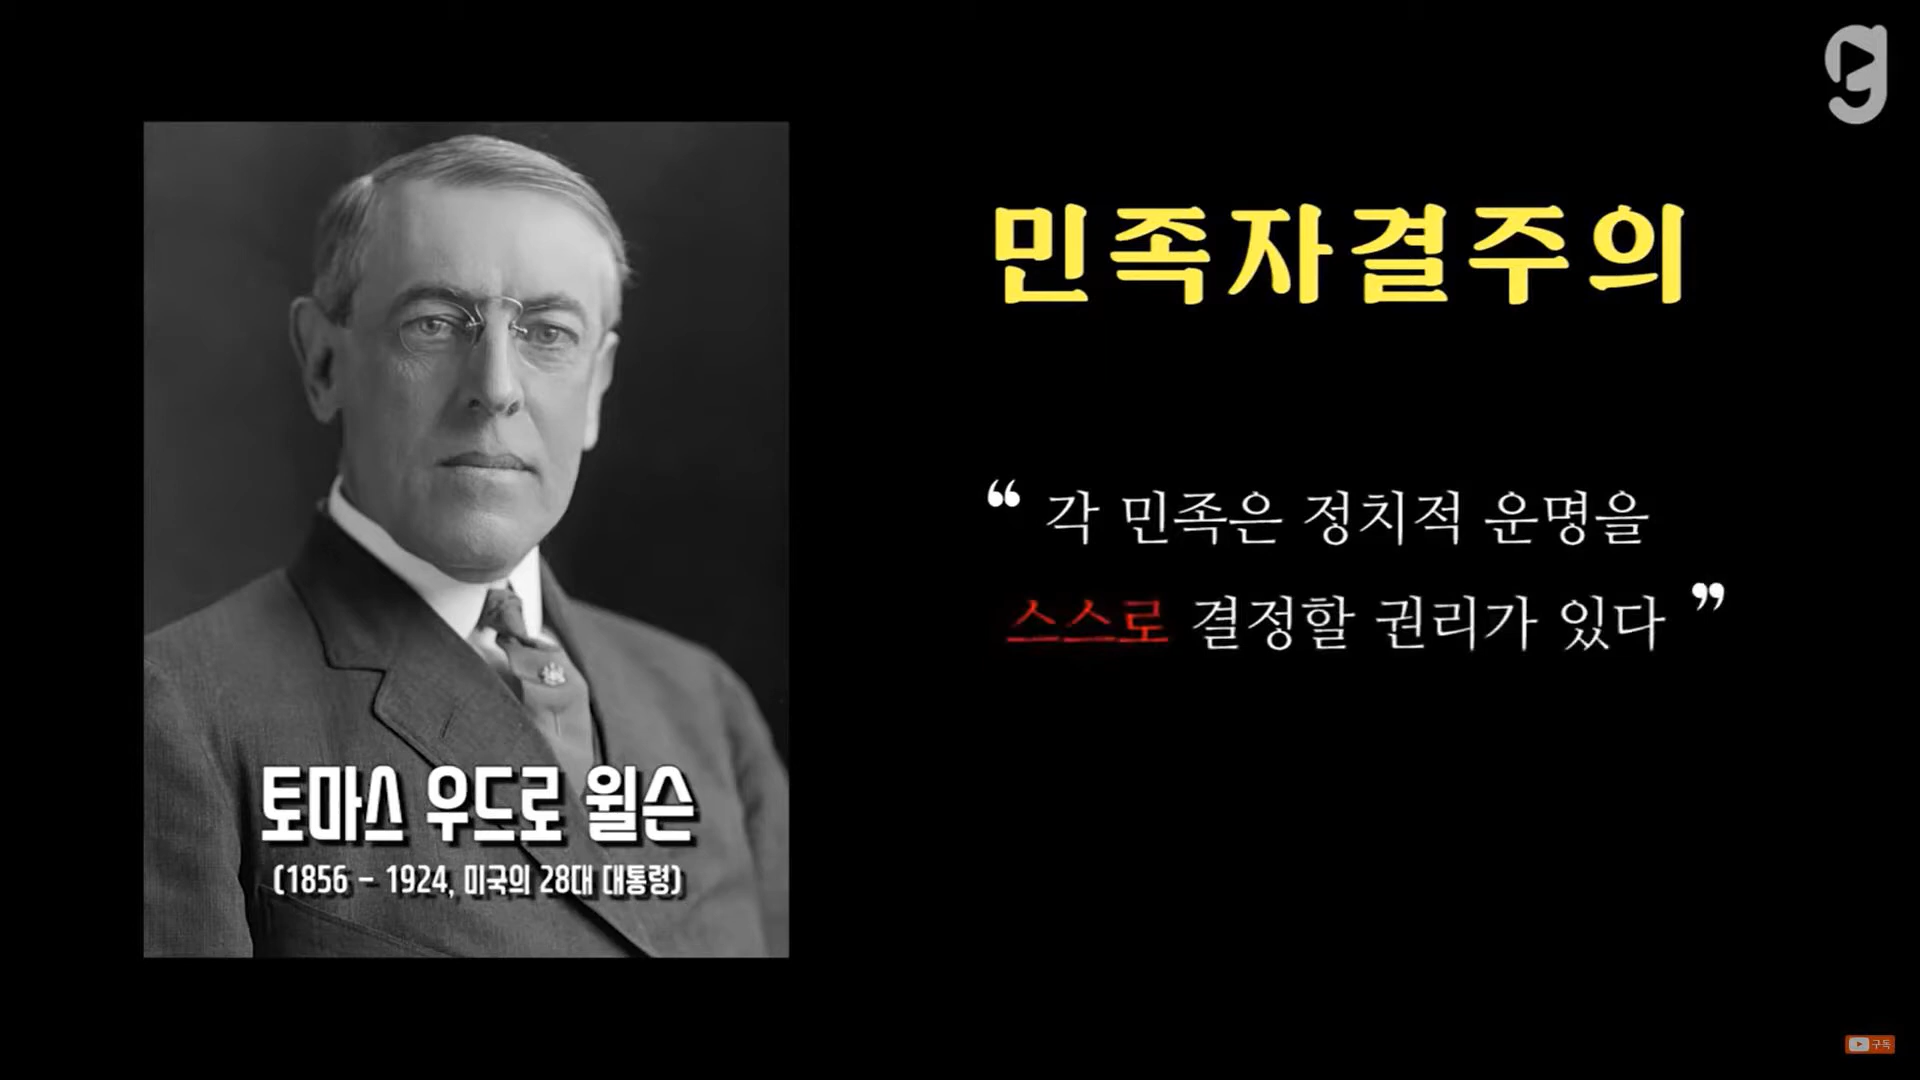 민족자결주의
“ 각 민족은 정치적 운명을
스스로 결정할 권리가 있다 ”
토마스 우드로 윌슨
(1856 – 1924, 미국의 28대 대통령)
구독